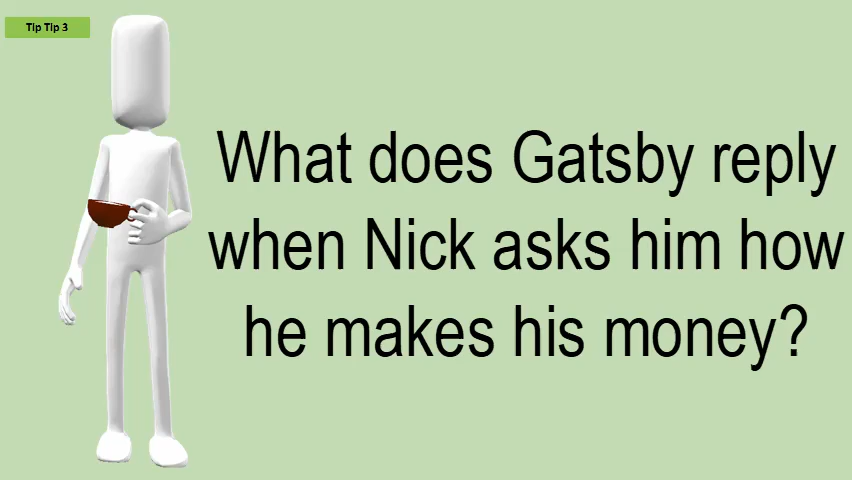 Tip Tip 3
What does Gatsby reply
when Nick asks him how
he makes his money?